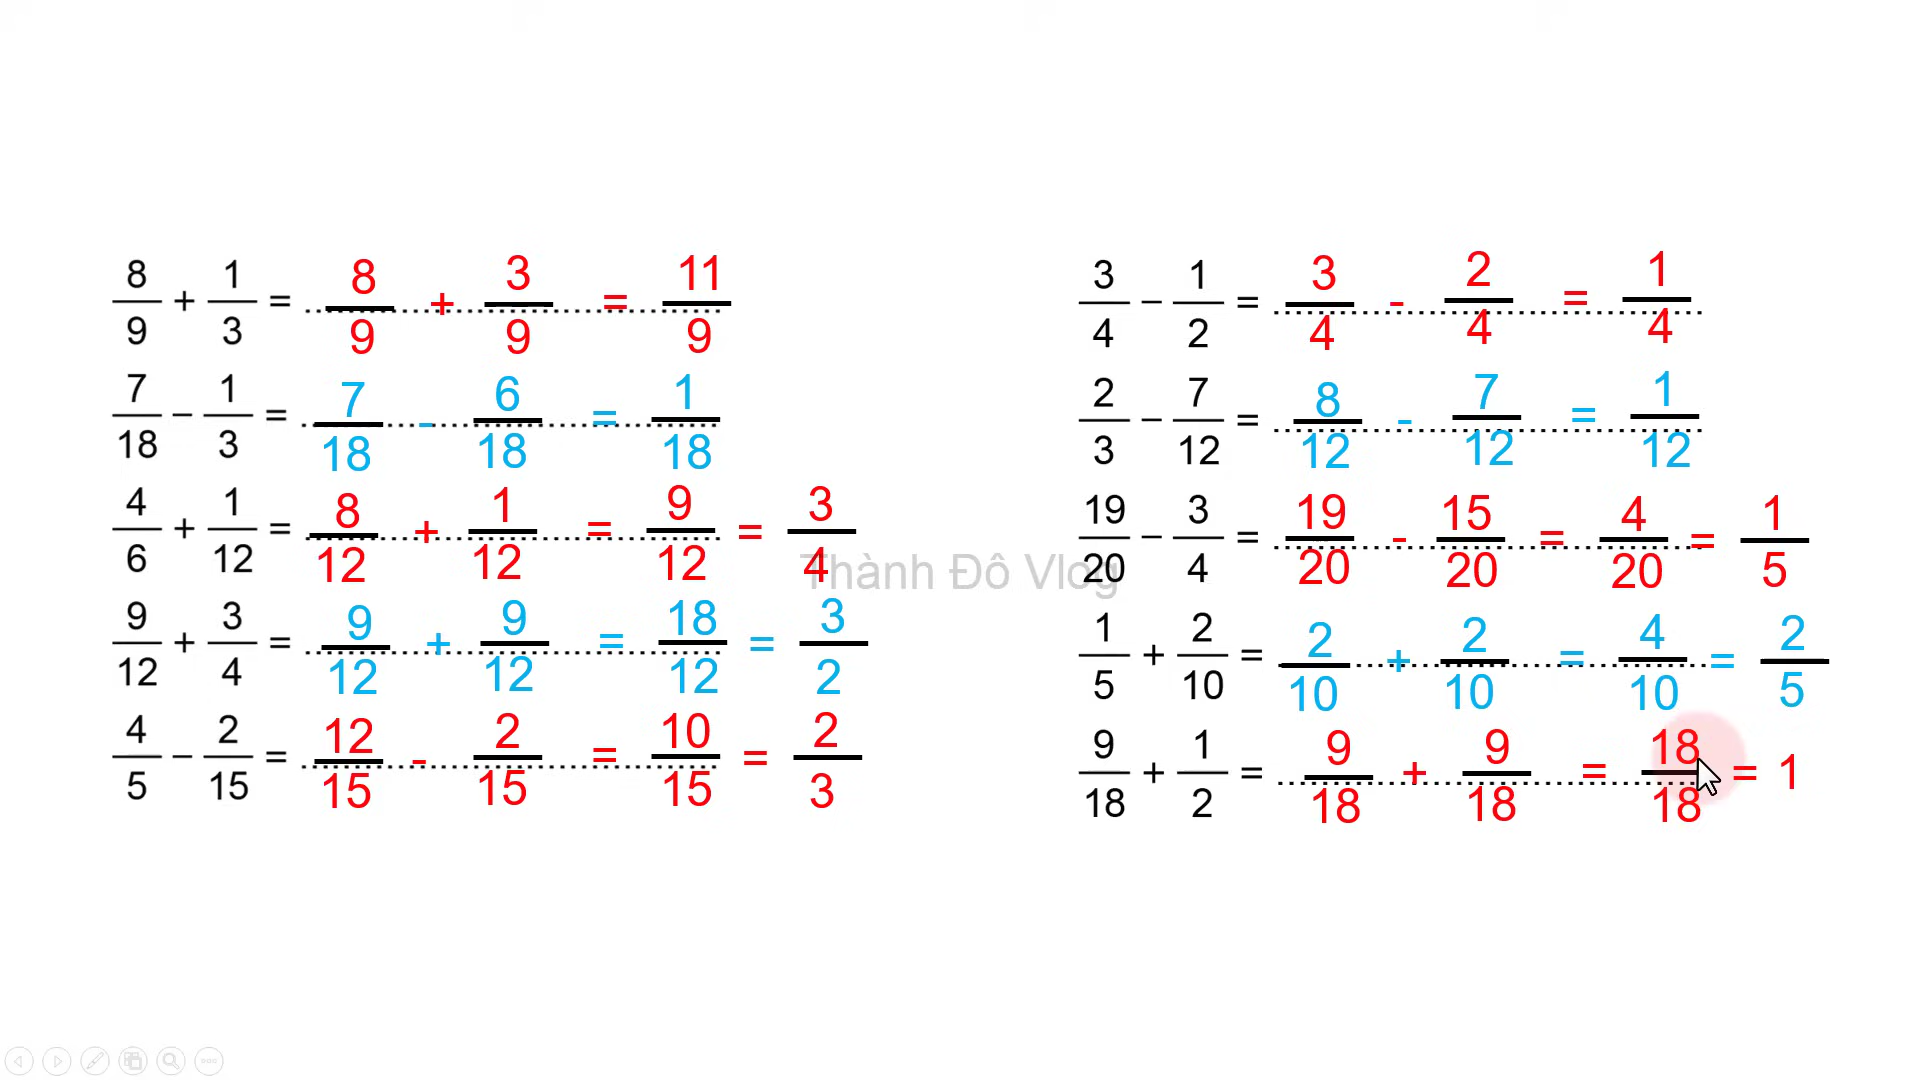 8/9 + 1/3 = 8/9 + 3/9 = 11/9
7/18 − 1/3 = 7/18 - 6/18 = 1/18
4/6 + 1/12 = 8/12 + 1/12 = 9/12 = 3/4
9/12 + 3/4 = 9/12 + 9/12 = 18/12 = 3/2
4/5 − 2/15 = 12/15 - 2/15 = 10/15 = 2/3
Thành Đô Vlog
3/4 − 1/2 = 3/4 - 2/4 = 1/4
2/3 − 7/12 = 8/12 - 7/12 = 1/12
19/20 − 3/4 = 19/20 - 15/20 = 4/20 = 1/5
1/5 + 2/10 = 2/10 + 2/10 = 4/10 = 2/5
9/18 + 1/2 = 9/18 + 9/18 = 18/18 = 1